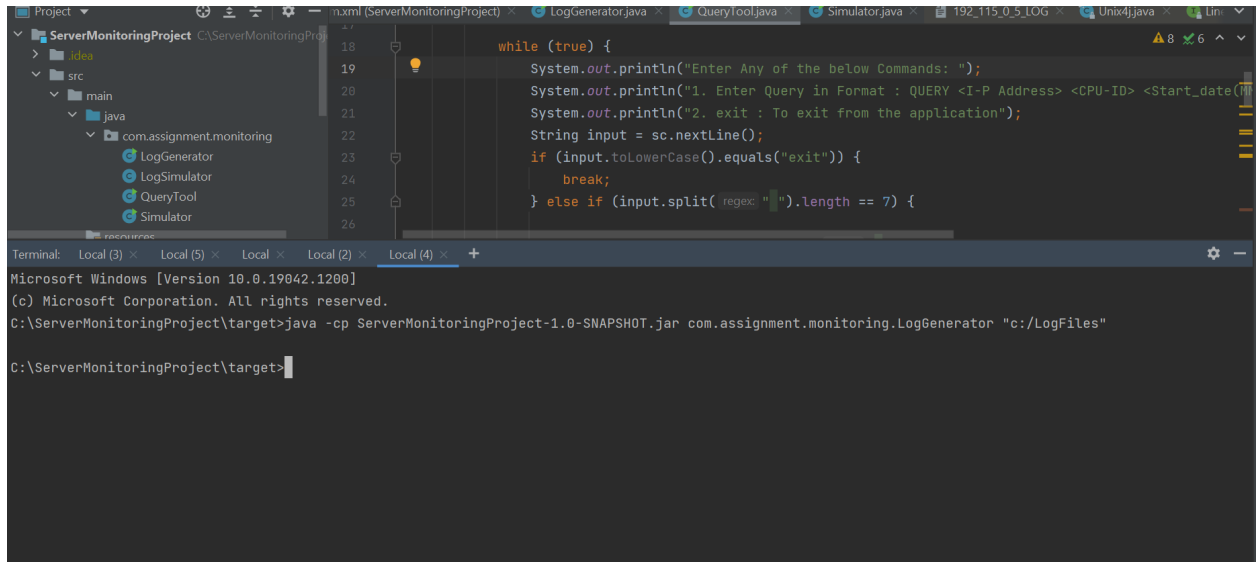 Project
m.xml (ServerMonitoringProject) LogGenerator.java QueryTool.java Simulator.java 192_115_0_5_LOG Unix4j.java
ServerMonitoringProject C:\ServerMonitoringProj
.idea
src
main
java
com.assignment.monitoring
LogGenerator
LogSimulator
QueryTool
Simulator
resources
8 6
17
18 while (true) {
19 System.out.println("Enter Any of the below Commands: ");
20 System.out.println("1. Enter Query in Format : QUERY <I-P Address> <CPU-ID> <Start_date(
21 System.out.println("2. exit : To exit from the application");
22 String input = sc.nextLine();
23 if (input.toLowerCase().equals("exit")) {
24 break;
25 } else if (input.split( regex: " ").length == 7) {
26
Terminal: Local (3) Local (5) Local Local (2) Local (4) +
Microsoft Windows [Version 10.0.19042.1200]
(c) Microsoft Corporation. All rights reserved.
C:\ServerMonitoringProject\target>java -cp ServerMonitoringProject-1.0-SNAPSHOT.jar com.assignment.monitoring.LogGenerator "c:/LogFiles"
C:\ServerMonitoringProject\target>